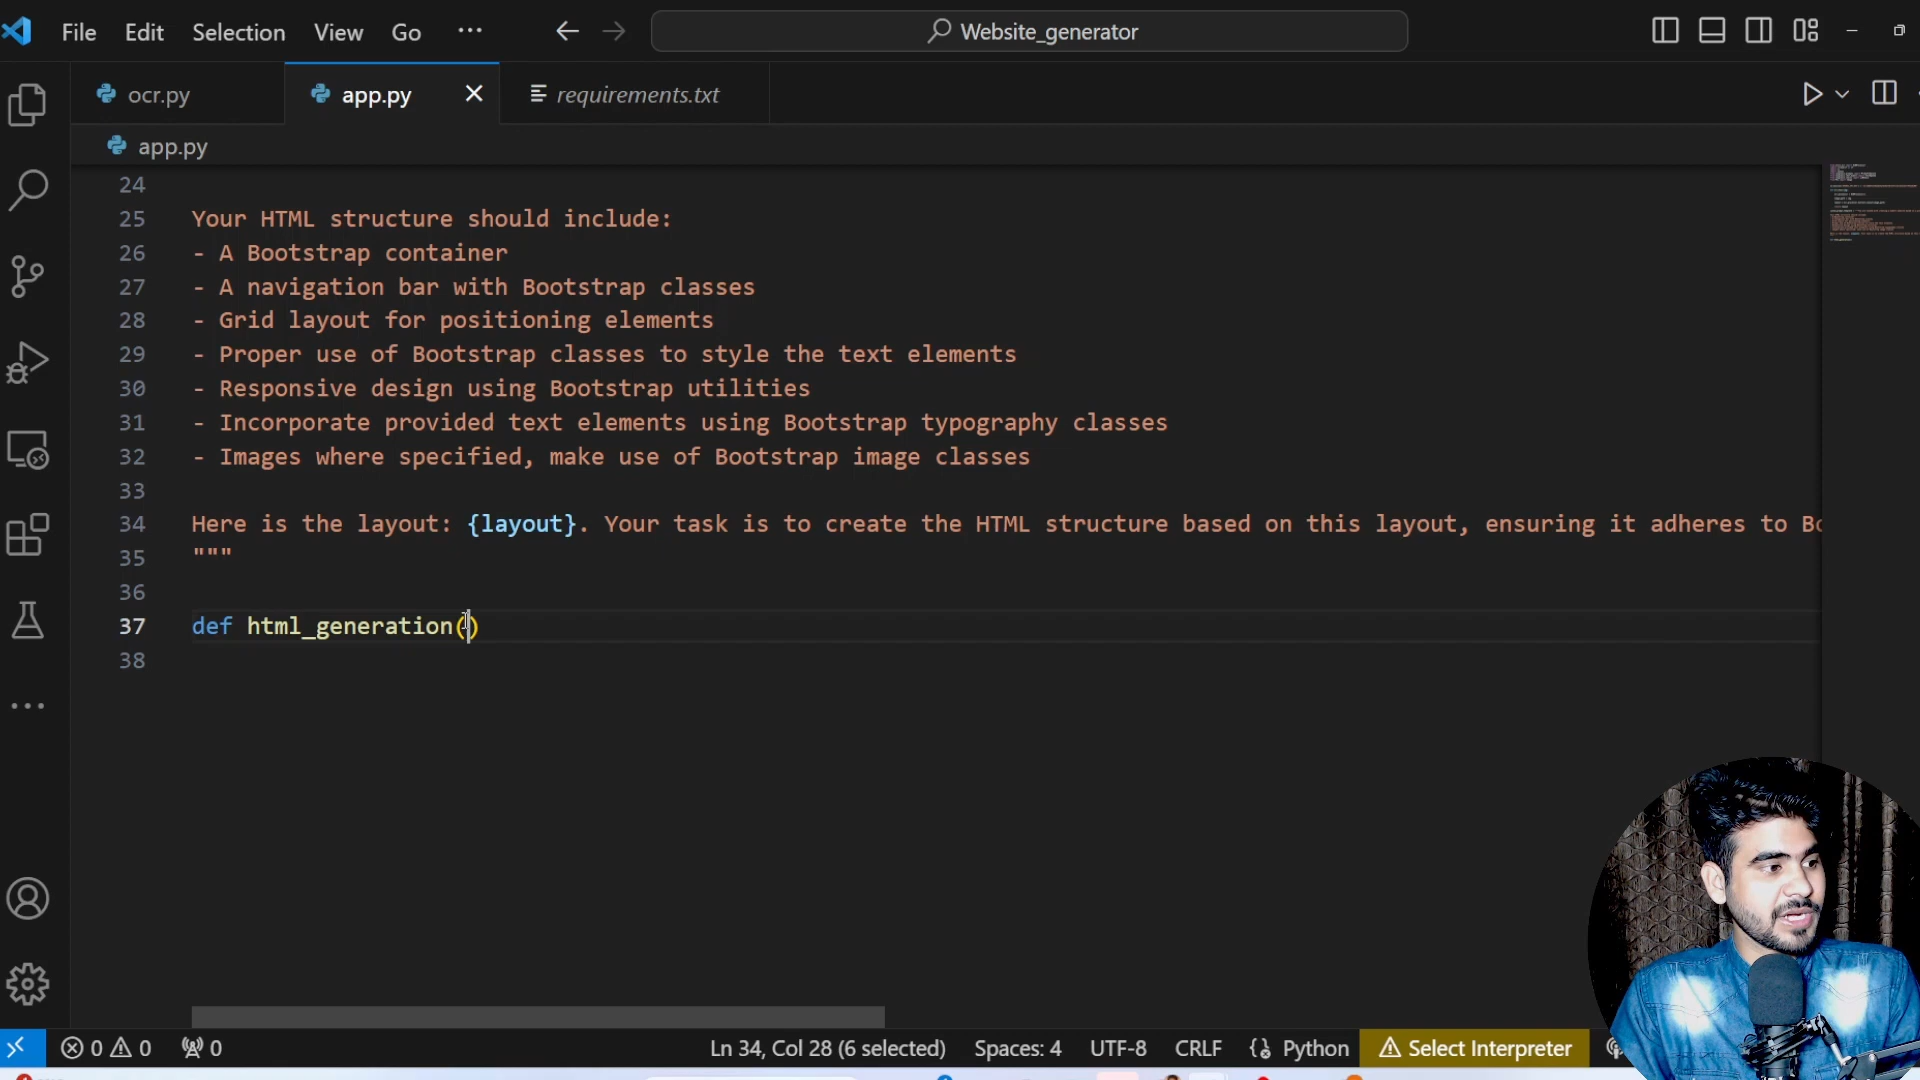 File Edit Selection View Go ... Website_generator
ocr.py app.py requirements.txt
app.py
24
25 Your HTML structure should include:
26 - A Bootstrap container
27 - A navigation bar with Bootstrap classes
28 - Grid layout for positioning elements
29 - Proper use of Bootstrap classes to style the text elements
30 - Responsive design using Bootstrap utilities
31 - Incorporate provided text elements using Bootstrap typography classes
32 - Images where specified, make use of Bootstrap image classes
33
34 Here is the layout: {layout}. Your task is to create the HTML structure based on this layout, ensuring it adheres to Bo
35 """
36
37 def html_generation()
38
0 0 0 Ln 34, Col 28 (6 selected) Spaces: 4 UTF-8 CRLF Python Select Interpreter